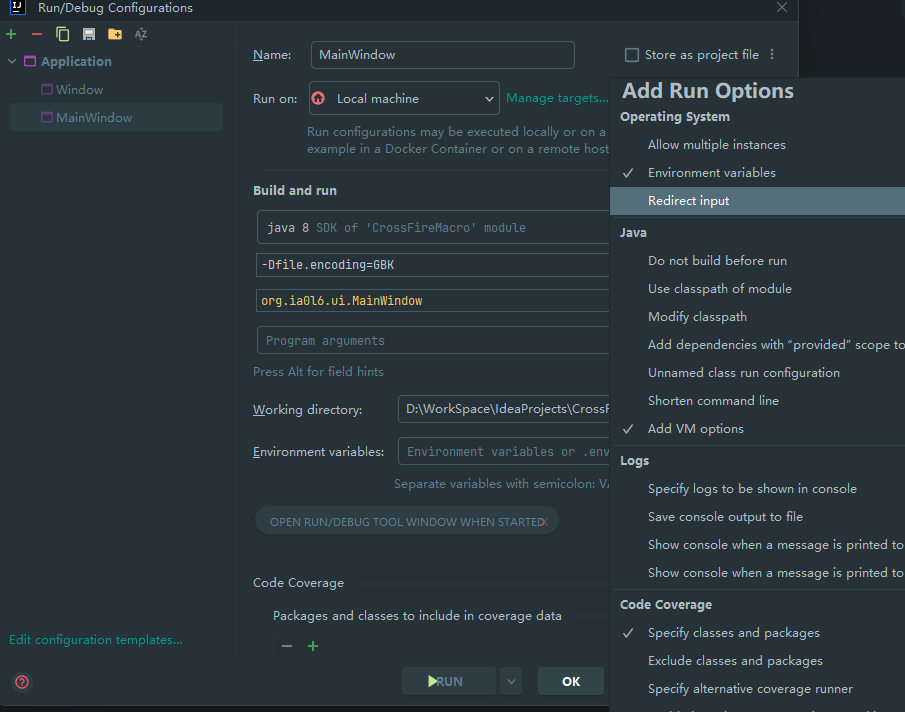 Run/Debug Configurations
Application
Window
MainWindow
Edit configuration templates...
Name:
MainWindow
Store as project file
Run on:
Local machine
Manage targets...
Run configurations may be executed locally or on a
example in a Docker Container or on a remote host
Build and run
java 8 SDK of 'CrossFireMacro' module
-Dfile.encoding=GBK
org.ia0l6.ui.MainWindow
Program arguments
Press Alt for field hints
Working directory:
D:\WorkSpace\IdeaProjects\CrossF
Environment variables:
Environment variables or .env
Separate variables with semicolon: VA
OPEN RUN/DEBUG TOOL WINDOW WHEN STARTED
Code Coverage
Packages and classes to include in coverage data
RUN
OK
Add Run Options
Operating System
Allow multiple instances
Environment variables
Redirect input
Java
Do not build before run
Use classpath of module
Modify classpath
Add dependencies with “provided” scope to
Unnamed class run configuration
Shorten command line
Add VM options
Logs
Specify logs to be shown in console
Save console output to file
Show console when a message is printed to
Show console when a message is printed to
Code Coverage
Specify classes and packages
Exclude classes and packages
Specify alternative coverage runner